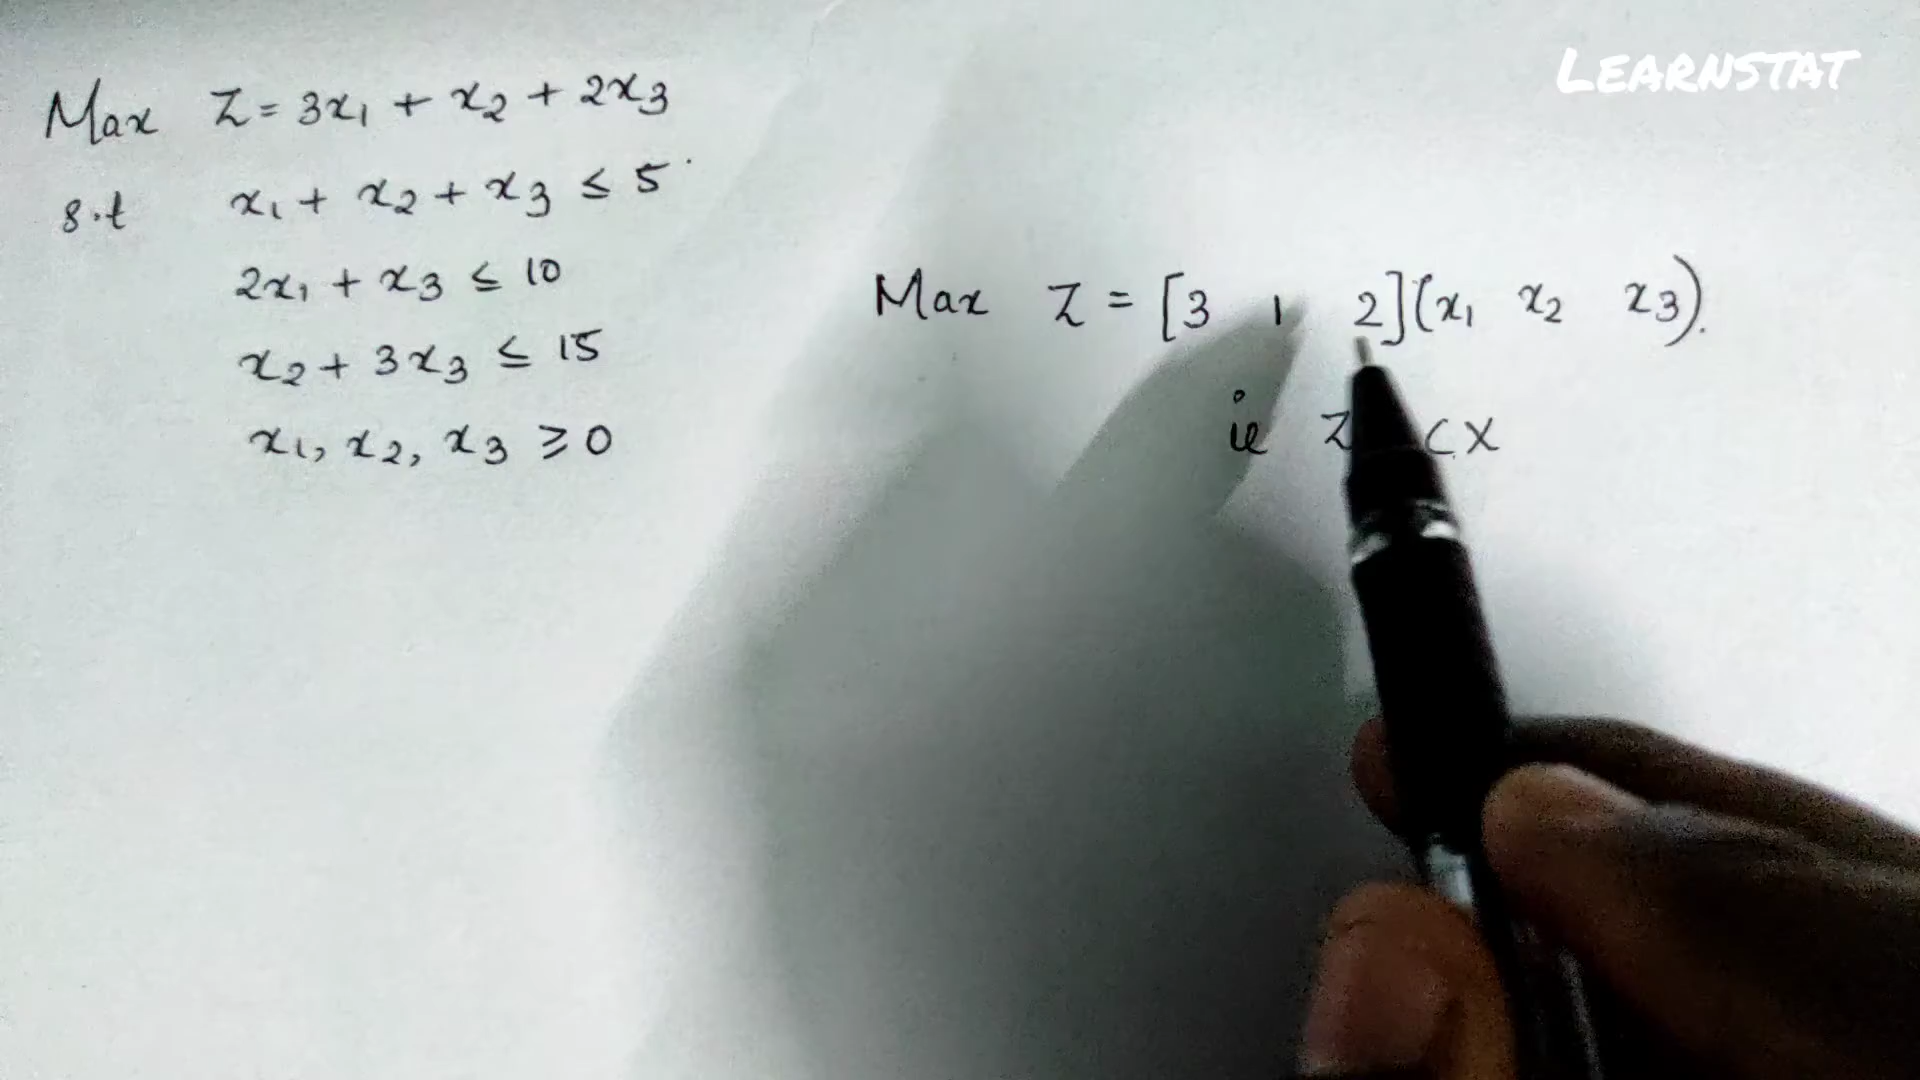 LEARNSTAT
Max Z = 3x₁ + x₂ + 2x₃
s.t x₁ + x₂ + x₃ ≤ 5
2x₁ + x₃ ≤ 10
x₂ + 3x₃ ≤ 15
x₁, x₂, x₃ ≥ 0
Max Z = [3 1 2](x₁ x₂ x₃).
ie Z CX